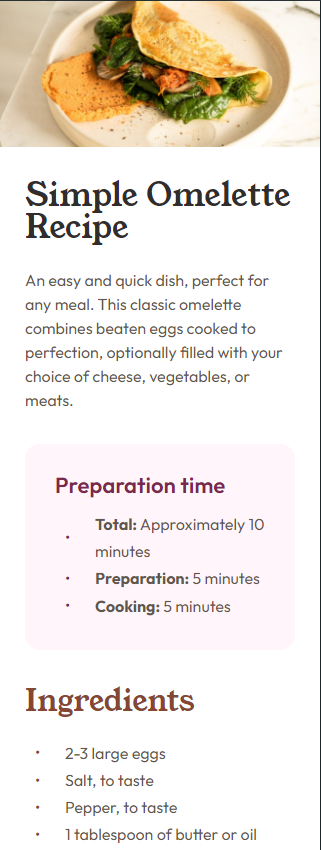 Simple Omelette
Recipe
An easy and quick dish, perfect for
any meal. This classic omelette
combines beaten eggs cooked to
perfection, optionally filled with your
choice of cheese, vegetables, or
meats.
Preparation time
• Total: Approximately 10
minutes
• Preparation: 5 minutes
• Cooking: 5 minutes
Ingredients
• 2-3 large eggs
• Salt, to taste
• Pepper, to taste
• 1 tablespoon of butter or oil